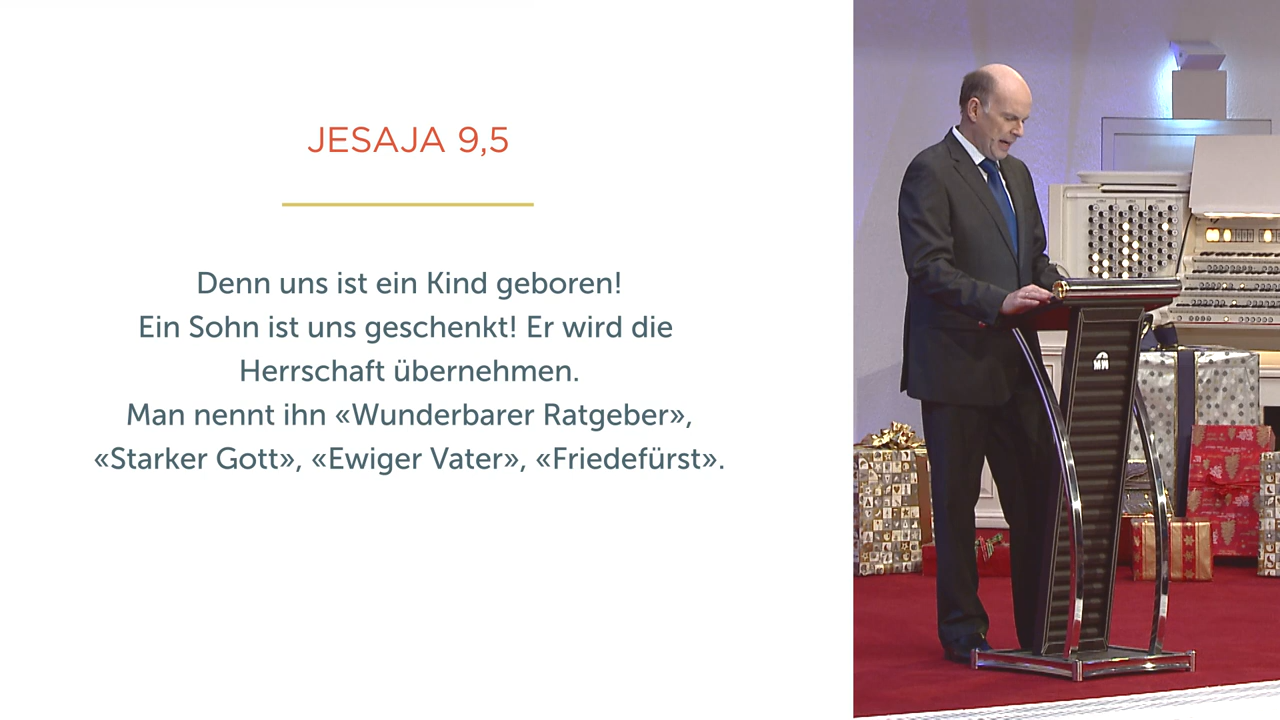 JESAJA 9,5
Denn uns ist ein Kind geboren!
Ein Sohn ist uns geschenkt! Er wird die
Herrschaft übernehmen.
Man nennt ihn «Wunderbarer Ratgeber»,
«Starker Gott», «Ewiger Vater», «Friedefürst».